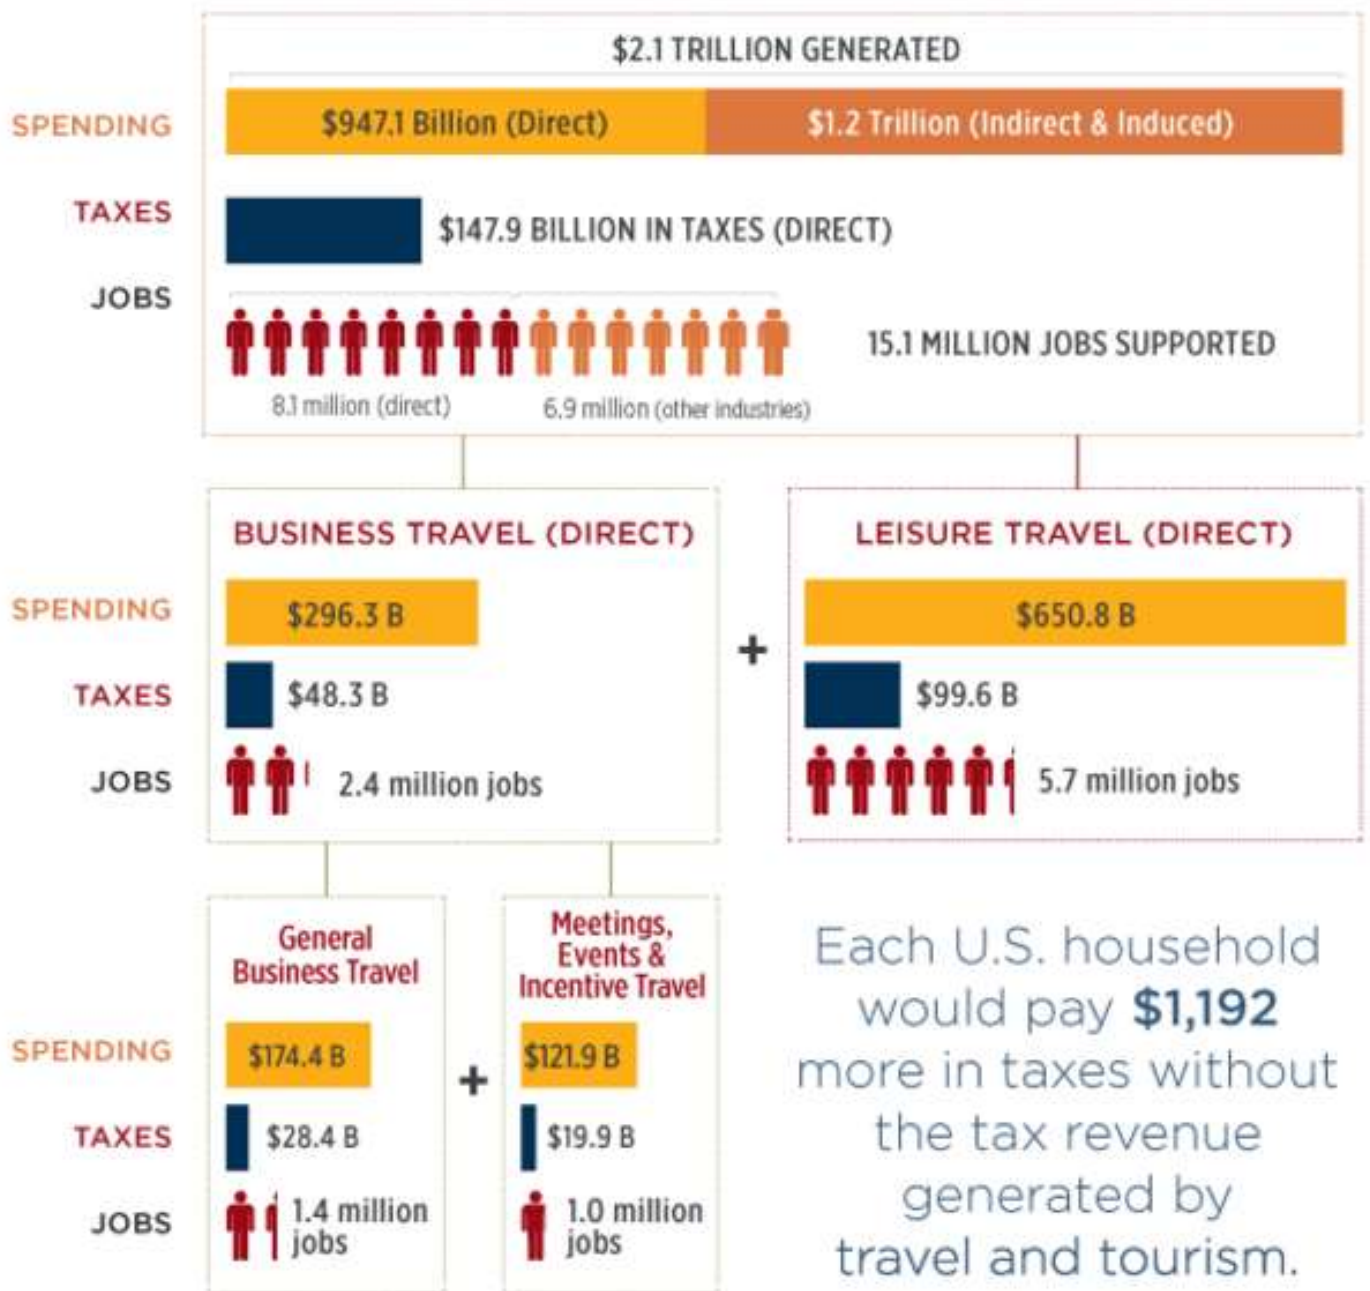 $2.1 TRILLION GENERATED
SPENDING
$947.1 Billion (Direct)
$1.2 Trillion (Indirect & Induced)
TAXES
$147.9 BILLION IN TAXES (DIRECT)
JOBS
15.1 MILLION JOBS SUPPORTED
8.1 million (direct)
6.9 million (other industries)
BUSINESS TRAVEL (DIRECT)
SPENDING
$296.3 B
TAXES
$48.3 B
JOBS
2.4 million jobs
+
LEISURE TRAVEL (DIRECT)
$650.8 B
$99.6 B
5.7 million jobs
General
Business Travel
SPENDING
$174.4 B
TAXES
$28.4 B
JOBS
1.4 million
jobs
+
Meetings,
Events &
Incentive Travel
$121.9 B
$19.9 B
1.0 million
jobs
Each U.S. household
would pay $1,192
more in taxes without
the tax revenue
generated by
travel and tourism.